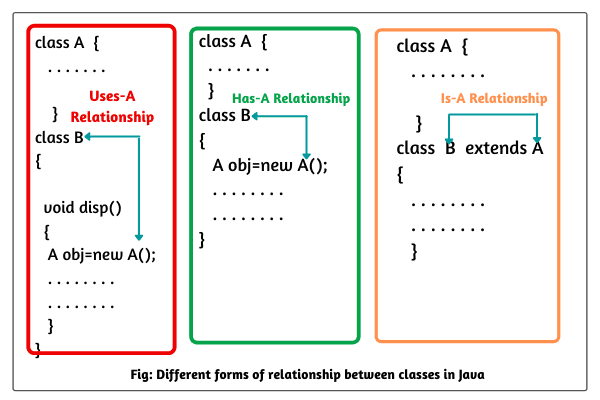 class A {
. . . . . . .
}
Uses-A
Relationship
class B
{
void disp()
{
A obj=new A();
. . . . . . . .
. . . . . . . .
}
}
class A {
. . . . . . .
}
Has-A Relationship
class B
{
A obj=new A();
. . . . . . . .
. . . . . . . .
}
class A {
. . . . . . . .
Is-A Relationship
}
class B extends A
{
. . . . . . . .
. . . . . . . .
}
Fig: Different forms of relationship between classes in Java